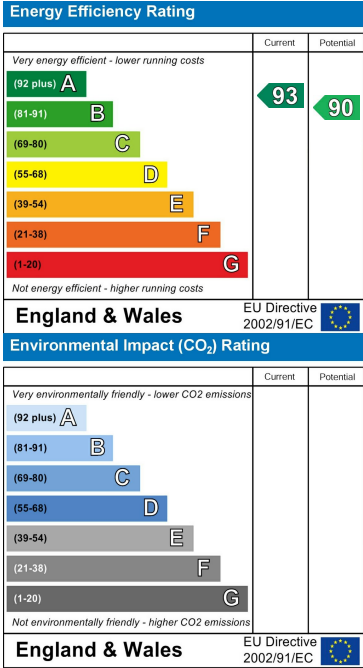 Energy Efficiency Rating
Current Potential
Very energy efficient - lower running costs
(92 plus) A
93
(81-91) B
90
(69-80) C
(55-68) D
(39-54) E
(21-38) F
(1-20) G
Not energy efficient - higher running costs
England & Wales
EU Directive
2002/91/EC
Environmental Impact (CO₂) Rating
Current Potential
Very environmentally friendly - lower CO2 emissions
(92 plus) A
(81-91) B
(69-80) C
(55-68) D
(39-54) E
(21-38) F
(1-20) G
Not environmentally friendly - higher CO2 emissions
England & Wales
EU Directive
2002/91/EC